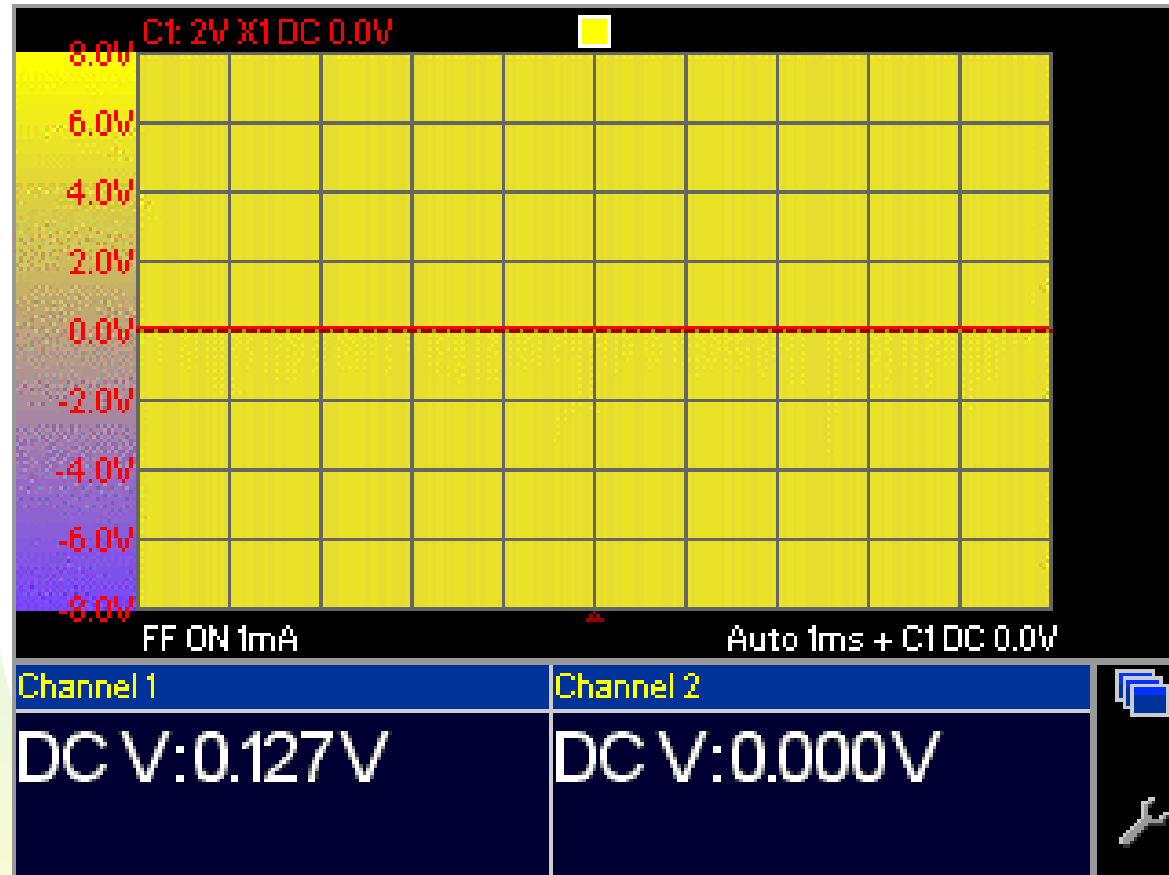 C1: 2V X1 DC 0.0V
8.0V
6.0V
4.0V
2.0V
0.0V
-2.0V
-4.0V
-6.0V
-8.0V
FF ON 1mA
Auto 1ms + C1 DC 0.0V
Channel 1
Channel 2
DC V:0.127V
DC V:0.000V